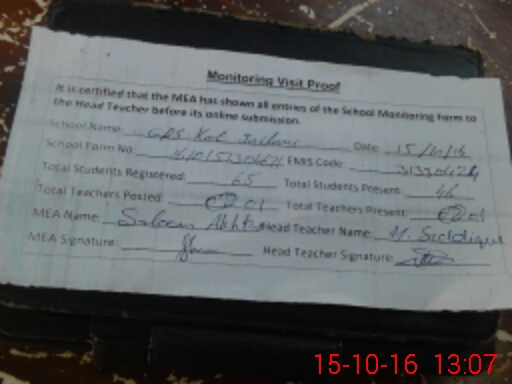 Monitoring Visit Proof
It is certified that the MEA has shown all entries of the School Monitoring Form to
the Head Teacher before its online submission.
School Name: GPS Kot Date: 15/10/16
School Form No: EMIS Code:
Total Students Registered: 65 Total Students Present: 46
Total Teachers Posted: 01 Total Teachers Present: 01
MEA Name: Saleem Akhtar Head Teacher Name: M. Siddique
MEA Signature: Head Teacher Signature:
15-10-16 13:07